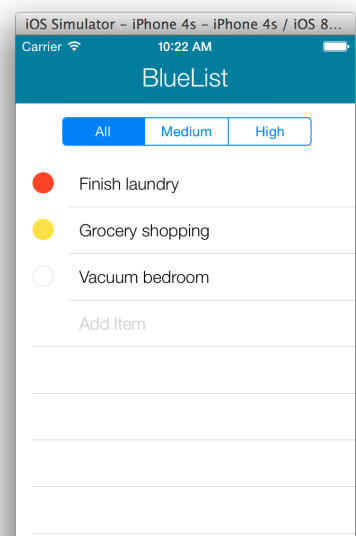 iOS Simulator – iPhone 4s – iPhone 4s / iOS 8...
Carrier 10:22 AM
BlueList
All Medium High
Finish laundry
Grocery shopping
Vacuum bedroom
Add Item